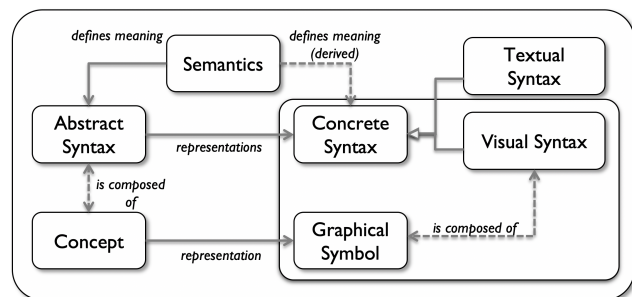 defines meaning
Semantics
defines meaning
(derived)
Textual
Syntax
Abstract
Syntax
representations
Concrete
Syntax
Visual Syntax
is composed
of
Concept
representation
Graphical
Symbol
is composed of